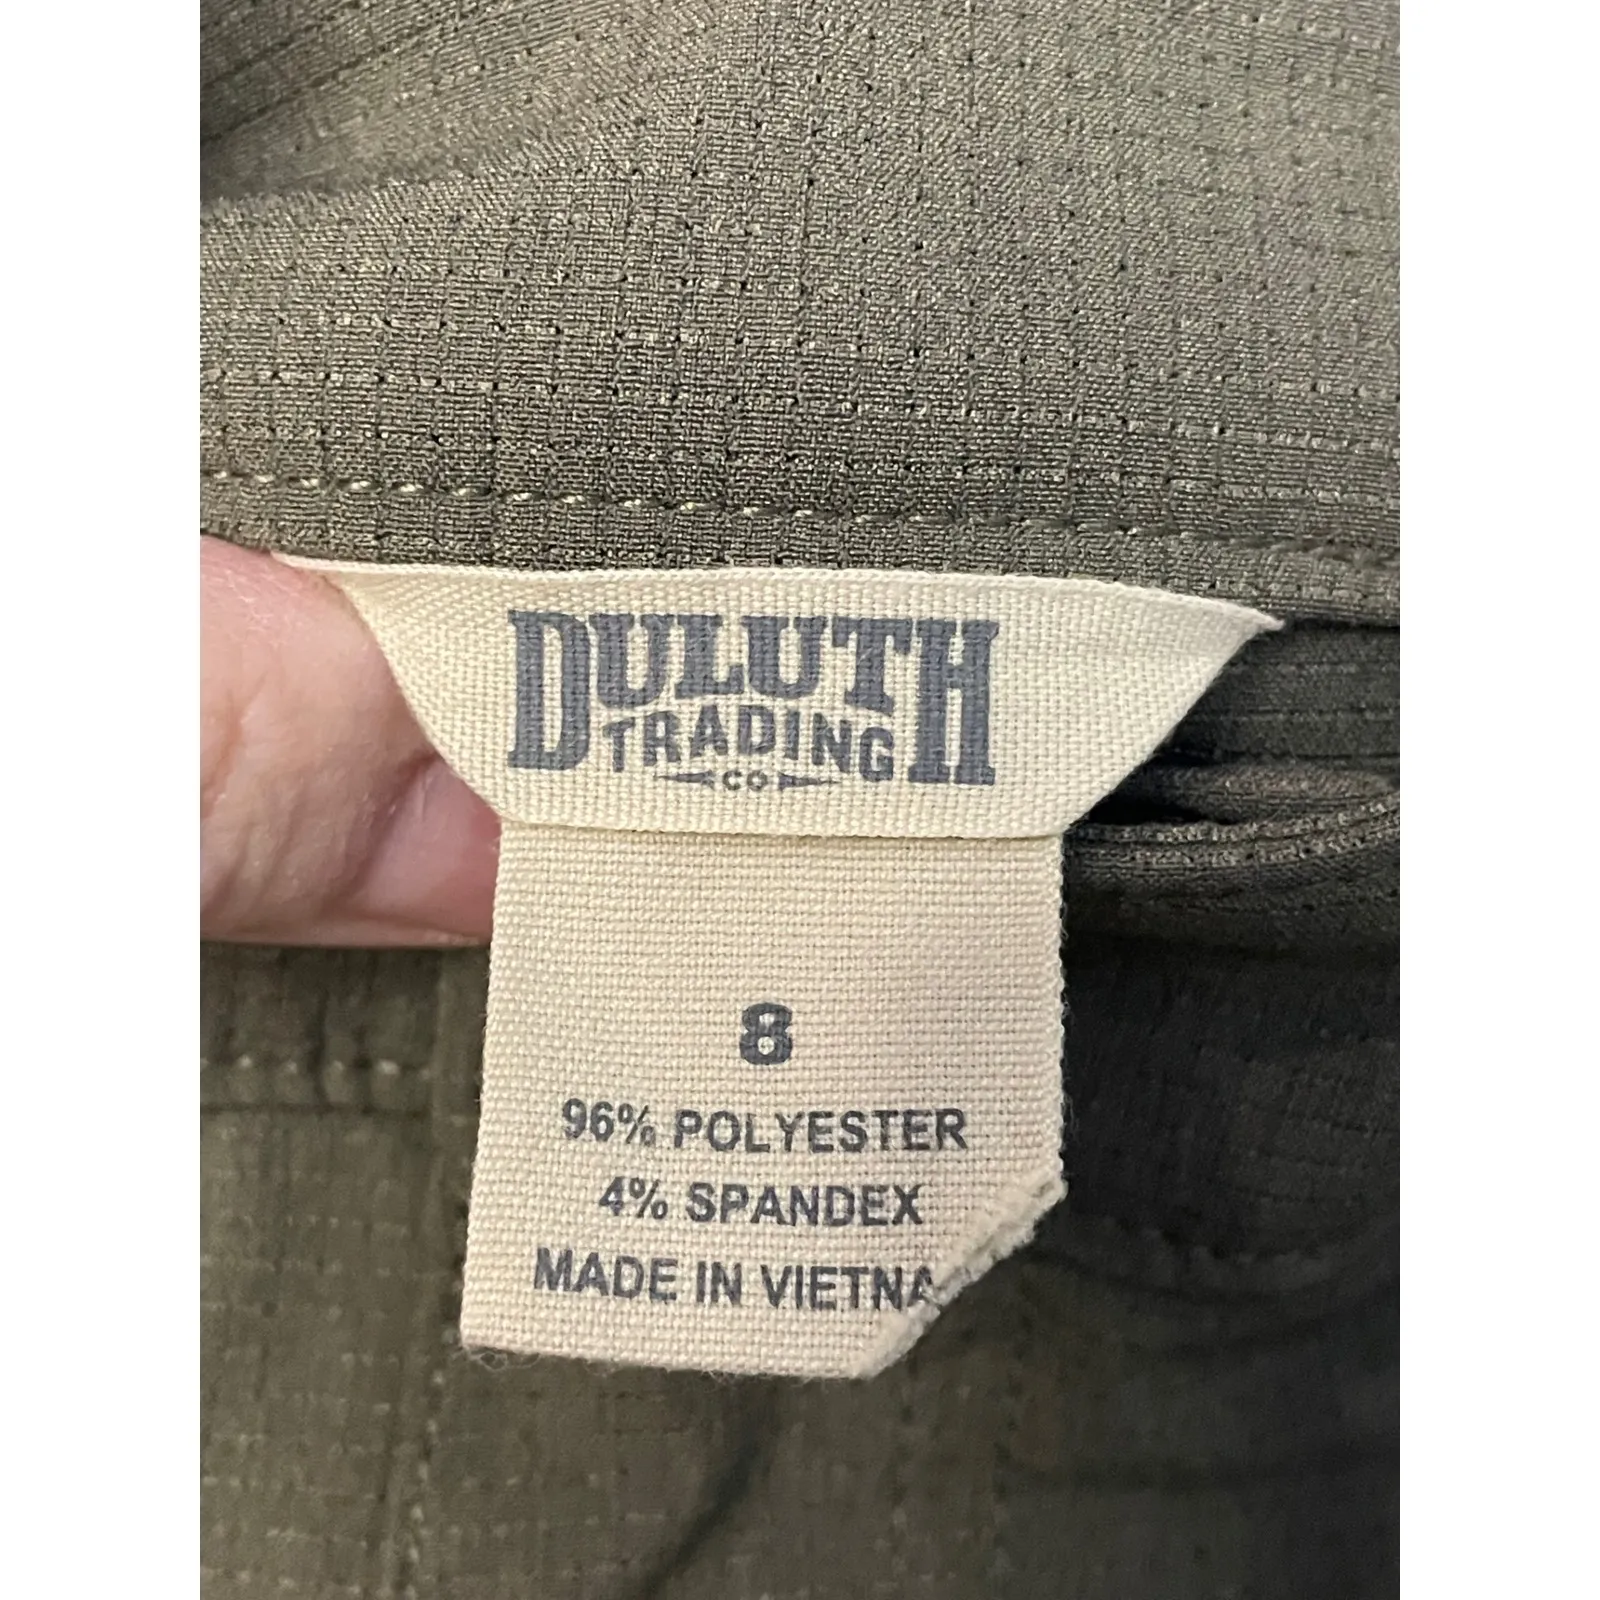 DULUTH
TRADING
CO
8
96% POLYESTER
4% SPANDEX
MADE IN VIETNA